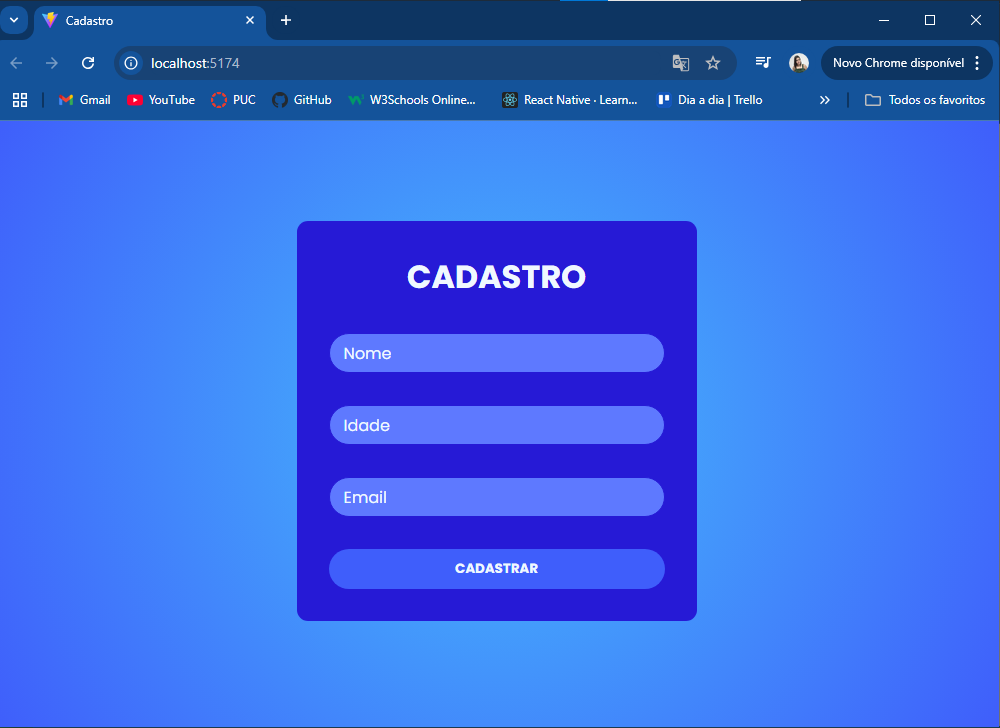 Cadastro
localhost:5174
Novo Chrome disponível
Gmail YouTube PUC GitHub W3Schools Online... React Native · Learn... Dia a dia | Trello » Todos os favoritos
CADASTRO
Nome
Idade
Email
CADASTRAR